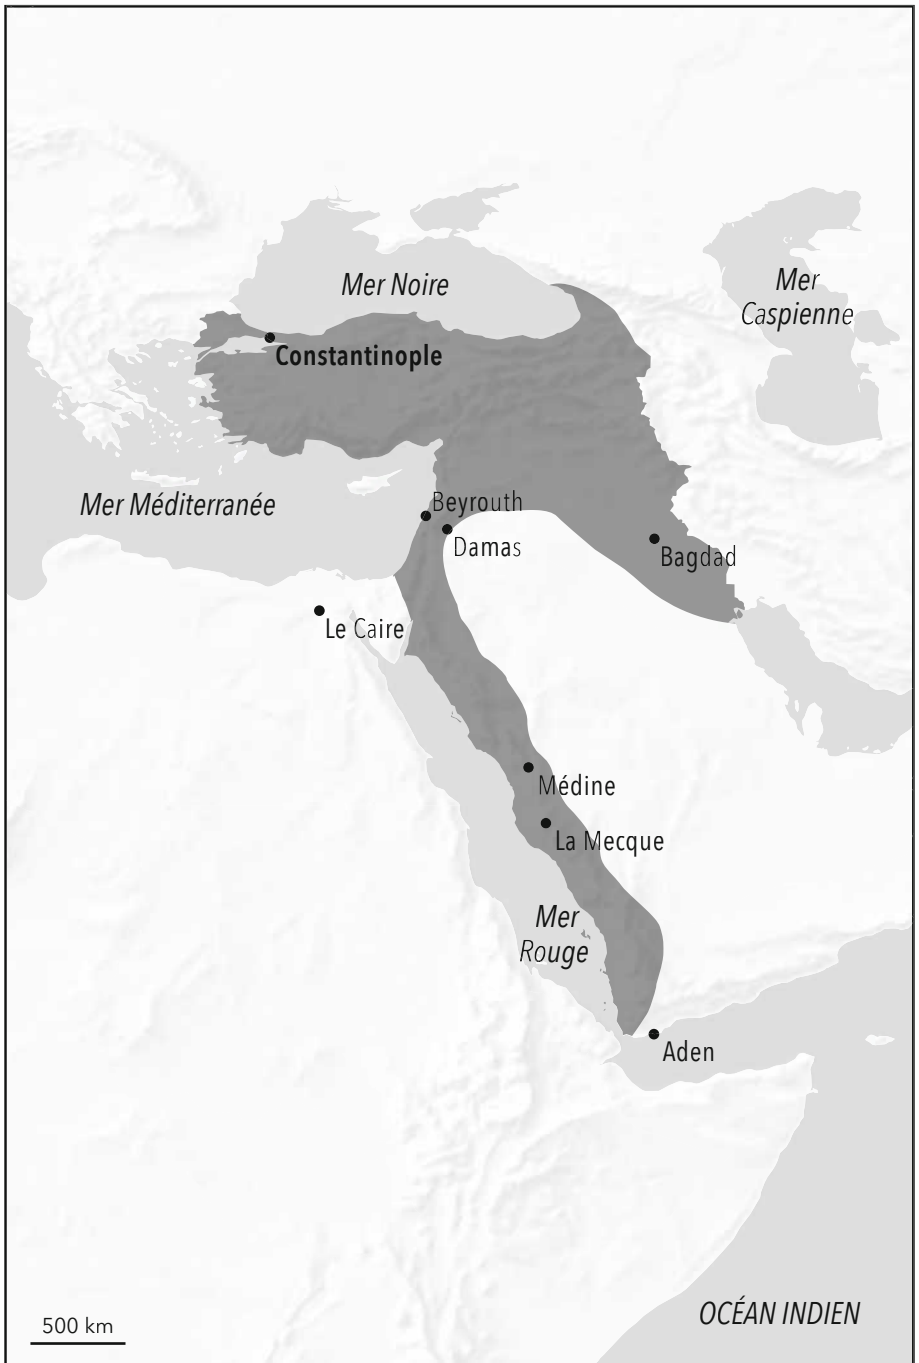 Mer Noire
Mer
Caspienne
Constantinople
Mer Méditerranée
Beyrouth
Damas
Bagdad
Le Caire
Médine
La Mecque
Mer
Rouge
Aden
OCÉAN INDIEN
500 km